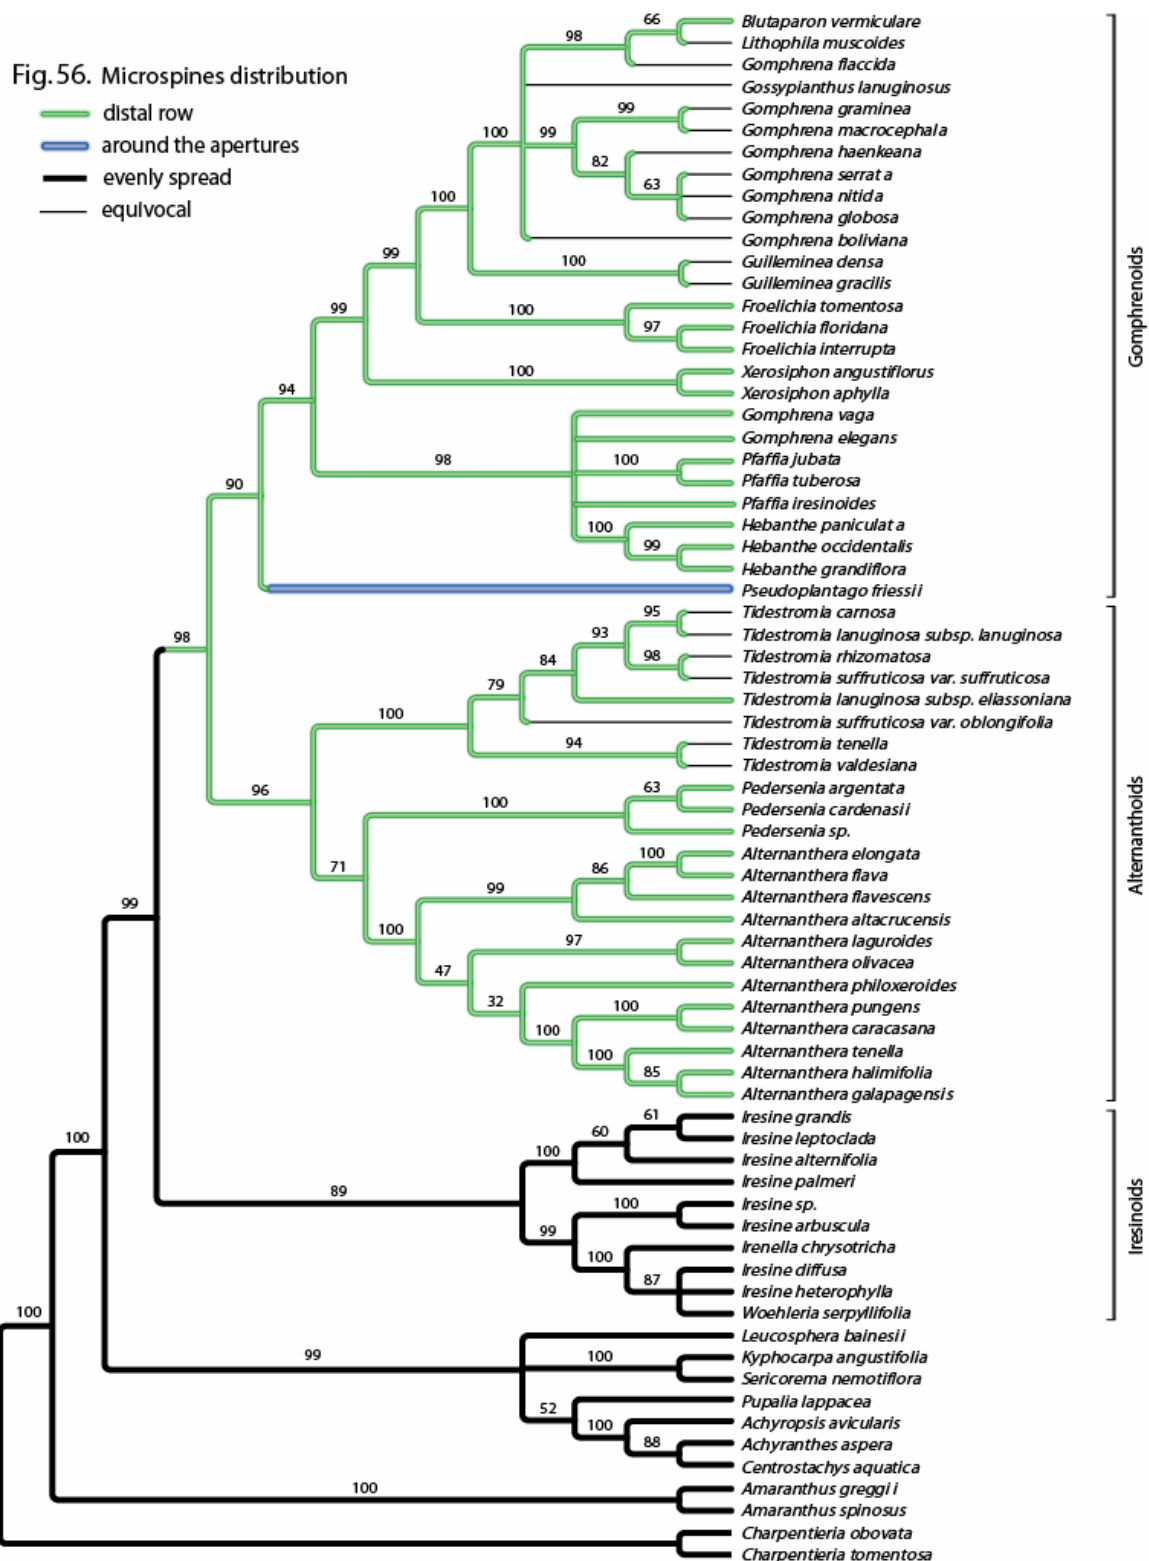 Fig. 56. Microspines distribution
distal row
around the apertures
evenly spread
equivocal
66
98
99
100
99
82
63
100
100
99
100
97
99
100
94
98
100
90
100
99
98
95
93
98
84
79
100
94
96
63
100
71
100
86
99
100
97
47
32
100
100
100
85
99
61
60
100
89
100
99
100
87
100
100
99
100
52
100
88
100
Blutaparon vermiculare
Lithophila muscoides
Gomphrena flaccida
Gossypianthus lanuginosus
Gomphrena graminea
Gomphrena macrocephala
Gomphrena haenkeana
Gomphrena serrata
Gomphrena nitida
Gomphrena globosa
Gomphrena boliviana
Guilleminea densa
Guilleminea gracilis
Froelichia tomentosa
Froelichia floridana
Froelichia interrupta
Xerosiphon angustiflorus
Xerosiphon aphylla
Gomphrena vaga
Gomphrena elegans
Pfaffia jubata
Pfaffia tuberosa
Pfaffia iresinoides
Hebanthe paniculata
Hebanthe occidentalis
Hebanthe grandiflora
Pseudoplantago friessii
Tidestromia carnosa
Tidestromia lanuginosa subsp. lanuginosa
Tidestromia rhizomatosa
Tidestromia suffruticosa var. suffruticosa
Tidestromia lanuginosa subsp. eliassoniana
Tidestromia suffruticosa var. oblongifolia
Tidestromia tenella
Tidestromia valdesiana
Pedersenia argentata
Pedersenia cardenasii
Pedersenia sp.
Alternanthera elongata
Alternanthera flava
Alternanthera flavescens
Alternanthera altacrucensis
Alternanthera laguroides
Alternanthera olivacea
Alternanthera philoxeroides
Alternanthera pungens
Alternanthera caracasana
Alternanthera tenella
Alternanthera halimifolia
Alternanthera galapagensis
Iresine grandis
Iresine leptoclada
Iresine alternifolia
Iresine palmeri
Iresine sp.
Iresine arbuscula
Irenella chrysotricha
Iresine diffusa
Iresine heterophylla
Woehleria serpyllifolia
Leucosphera bainesii
Kyphocarpa angustifolia
Sericorema nemotiflora
Pupalia lappacea
Achyropsis avicularis
Achyranthes aspera
Centrostachys aquatica
Amaranthus greggii
Amaranthus spinosus
Charpentieria obovata
Charpentieria tomentosa
Gomphrenoids
Alternanthoids
Iresinoids